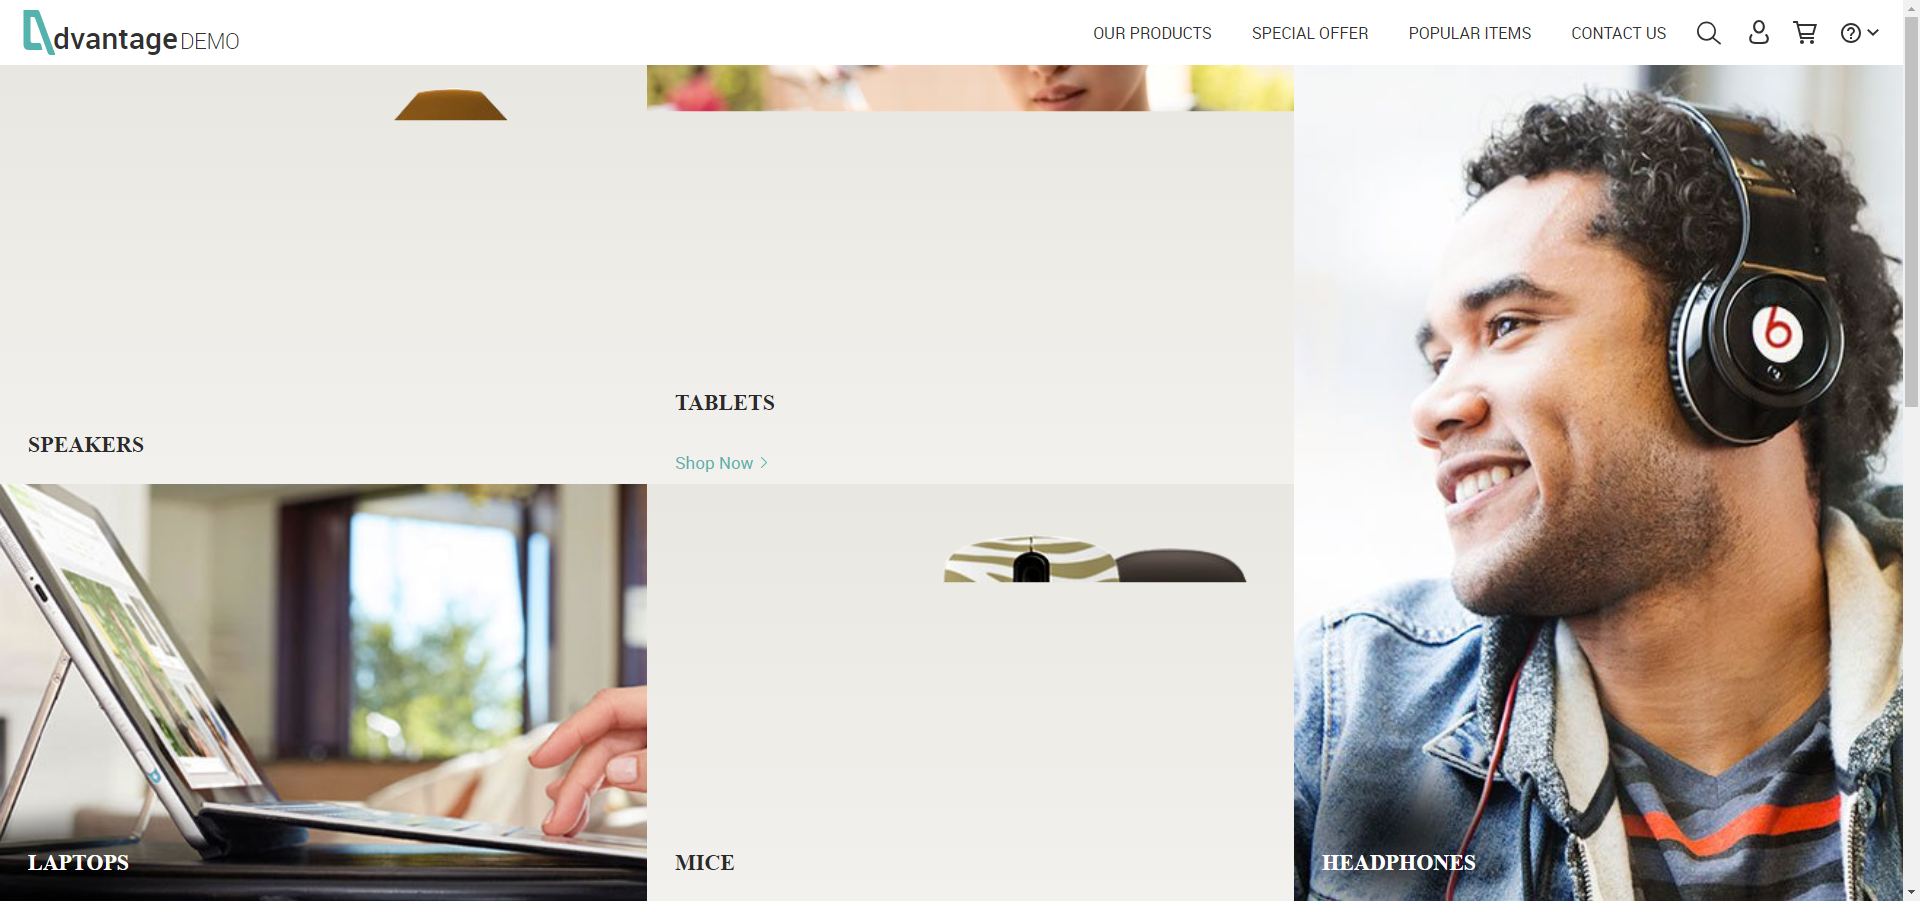 dvantage DEMO
OUR PRODUCTS
SPECIAL OFFER
POPULAR ITEMS
CONTACT US
SPEAKERS
TABLETS
Shop Now
LAPTOPS
MICE
HEADPHONES